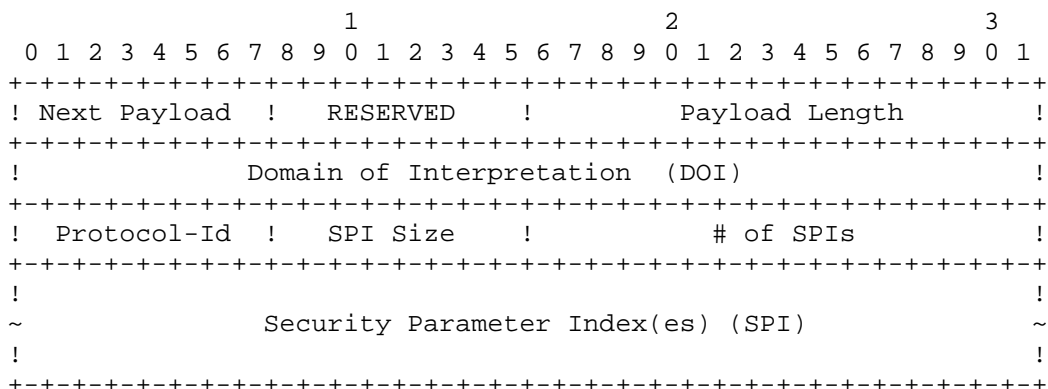 1                   2                   3
 0 1 2 3 4 5 6 7 8 9 0 1 2 3 4 5 6 7 8 9 0 1 2 3 4 5 6 7 8 9 0 1
+-+-+-+-+-+-+-+-+-+-+-+-+-+-+-+-+-+-+-+-+-+-+-+-+-+-+-+-+-+-+-+-+
! Next Payload  !   RESERVED    !         Payload Length        !
+-+-+-+-+-+-+-+-+-+-+-+-+-+-+-+-+-+-+-+-+-+-+-+-+-+-+-+-+-+-+-+-+
!              Domain of Interpretation  (DOI)                  !
+-+-+-+-+-+-+-+-+-+-+-+-+-+-+-+-+-+-+-+-+-+-+-+-+-+-+-+-+-+-+-+-+
!  Protocol-Id  !   SPI Size    !           # of SPIs           !
+-+-+-+-+-+-+-+-+-+-+-+-+-+-+-+-+-+-+-+-+-+-+-+-+-+-+-+-+-+-+-+-+
!                                                               !
~               Security Parameter Index(es) (SPI)              ~
!                                                               !
+-+-+-+-+-+-+-+-+-+-+-+-+-+-+-+-+-+-+-+-+-+-+-+-+-+-+-+-+-+-+-+-+